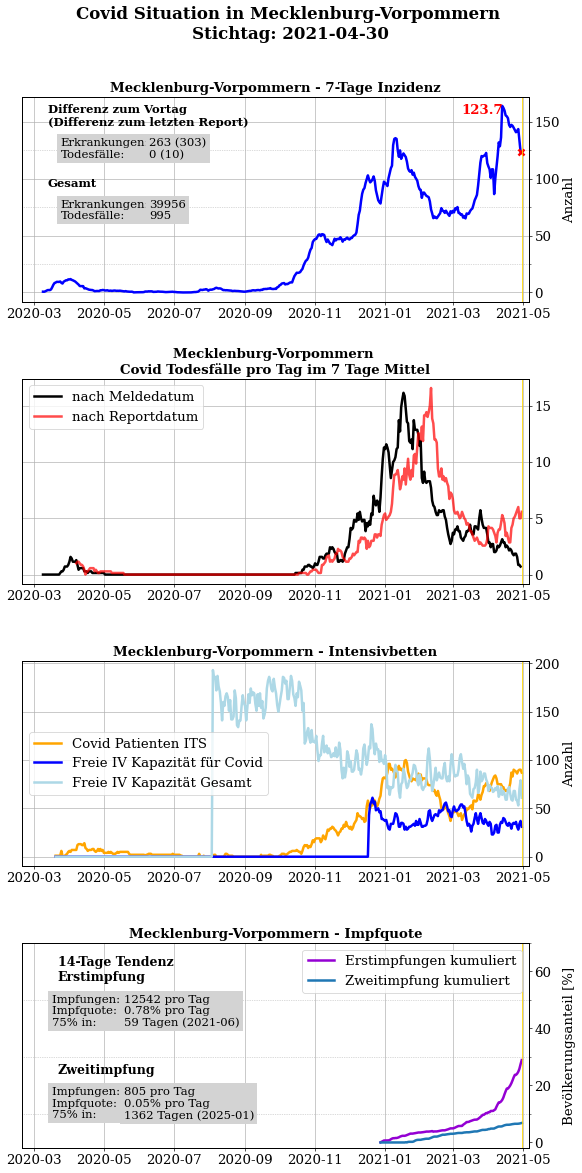 Covid Situation in Mecklenburg-Vorpommern
Stichtag: 2021-04-30
Mecklenburg-Vorpommern - 7-Tage Inzidenz
Differenz zum Vortag
(Differenz zum letzten Report)
Erkrankungen 263 (303)
Todesfälle: 0 (10)
Gesamt
Erkrankungen 39956
Todesfälle: 995
123.7
150
100
50
0
Anzahl
2020-03 2020-05 2020-07 2020-09 2020-11 2021-01 2021-03 2021-05
Mecklenburg-Vorpommern
Covid Todesfälle pro Tag im 7 Tage Mittel
nach Meldedatum
nach Reportdatum
15
10
5
0
2020-03 2020-05 2020-07 2020-09 2020-11 2021-01 2021-03 2021-05
Mecklenburg-Vorpommern - Intensivbetten
Covid Patienten ITS
Freie IV Kapazität für Covid
Freie IV Kapazität Gesamt
200
150
100
50
0
Anzahl
2020-03 2020-05 2020-07 2020-09 2020-11 2021-01 2021-03 2021-05
Mecklenburg-Vorpommern - Impfquote
14-Tage Tendenz
Erstimpfung
Impfungen: 12542 pro Tag
Impfquote: 0.78% pro Tag
75% in: 59 Tagen (2021-06)
Zweitimpfung
Impfungen: 805 pro Tag
Impfquote: 0.05% pro Tag
75% in: 1362 Tagen (2025-01)
Erstimpfungen kumuliert
Zweitimpfung kumuliert
60
40
20
0
Bevölkerungsanteil [%]
2020-03 2020-05 2020-07 2020-09 2020-11 2021-01 2021-03 2021-05